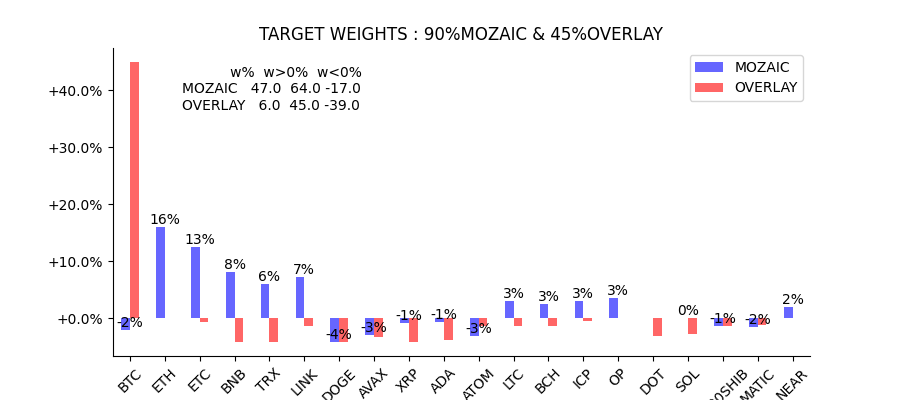 TARGET WEIGHTS : 90%MOZAIC & 45%OVERLAY
w% w>0% w<0%
MOZAIC 47.0 64.0 -17.0
OVERLAY 6.0 45.0 -39.0
MOZAIC
OVERLAY
+40.0%
+30.0%
+20.0%
+10.0%
+0.0%
-2% 16% 13% 8% 6% 7% -4% -3% -1% -1% -3% 3% 3% 3% 3% 0% -1% -2% 2%
BTC ETH ETC BNB TRX LINK DOGE AVAX XRP ADA ATOM LTC BCH ICP OP DOT SOL 0SHIB MATIC NEAR